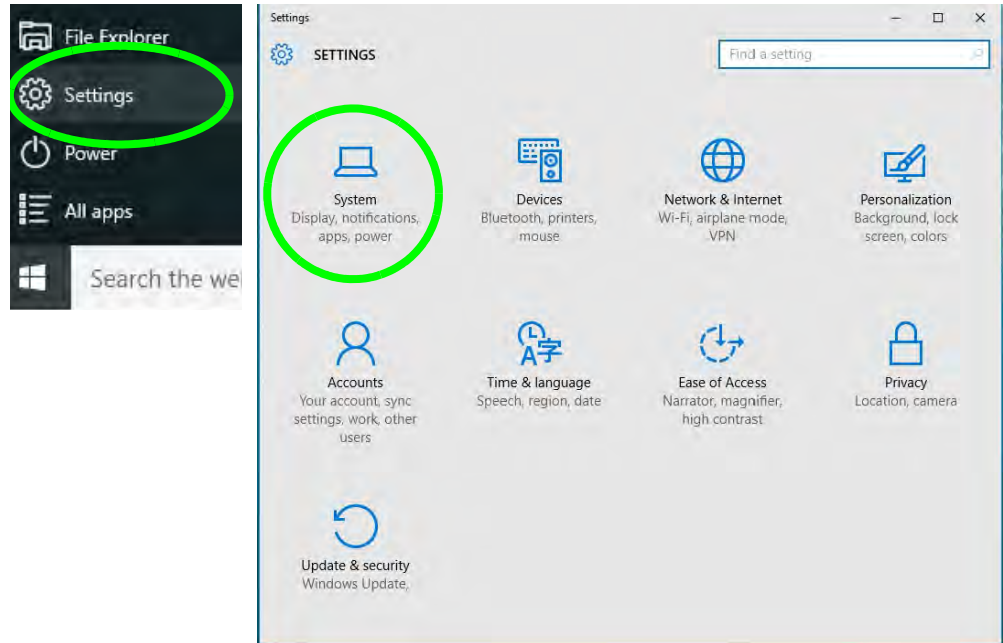 File Explorer
Settings
Power
All apps
Search the we
Settings
SETTINGS
Find a setting
System
Display, notifications,
apps, power
Devices
Bluetooth, printers,
mouse
Network & Internet
Wi-Fi, airplane mode,
VPN
Personalization
Background, lock
screen, colors
Accounts
Your account, sync
settings, work, other
users
Time & language
Speech, region, date
Ease of Access
Narrator, magnifier,
high contrast
Privacy
Location, camera
Update & security
Windows Update,